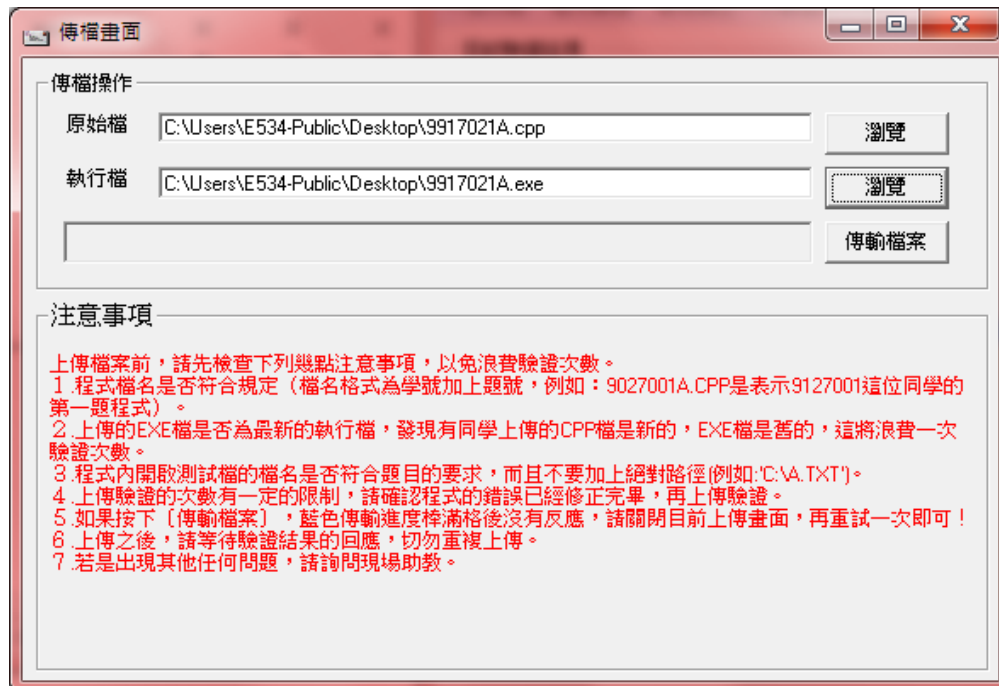 傳檔畫面
傳檔操作
原始檔 C:\Users\E534-Public\Desktop\9917021A.cpp 瀏覽
執行檔 C:\Users\E534-Public\Desktop\9917021A.exe 瀏覽
傳輸檔案
注意事項
上傳檔案前，請先檢查下列幾點注意事項，以免浪費驗證次數。
１.程式檔名是否符合規定（檔名格式為學號加上題號，例如：9027001A.CPP是表示9127001這位同學的
第一題程式）。
２.上傳的EXE檔是否為最新的執行檔，發現有同學上傳的CPP檔是新的，EXE檔是舊的，這將浪費一次
驗證次數。
３.程式內開啟測試檔的檔名是否符合題目的要求，而且不要加上絕對路徑(例如:'C:\A.TXT')。
４.上傳驗證的次數有一定的限制，請確認程式的錯誤已經修正完畢，再上傳驗證。
５.如果按下〔傳輸檔案〕，藍色傳輸進度棒滿格後沒有反應，請關閉目前上傳畫面，再重試一次即可！
６.上傳之後，請等待驗證結果的回應，切勿重複上傳。
７.若是出現其他任何問題，請詢問現場助教。